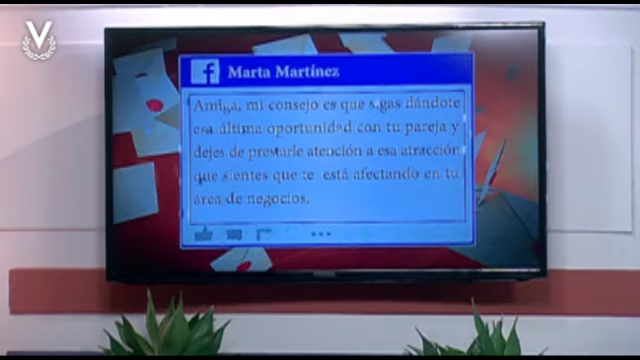 Marta Martínez
Amiga, mi consejo es que sigas dándote
esa última oportunidad con tu pareja y
dejes de prestarle atención a esa atracción
que sientes que te está afectando en tu
área de negocios.